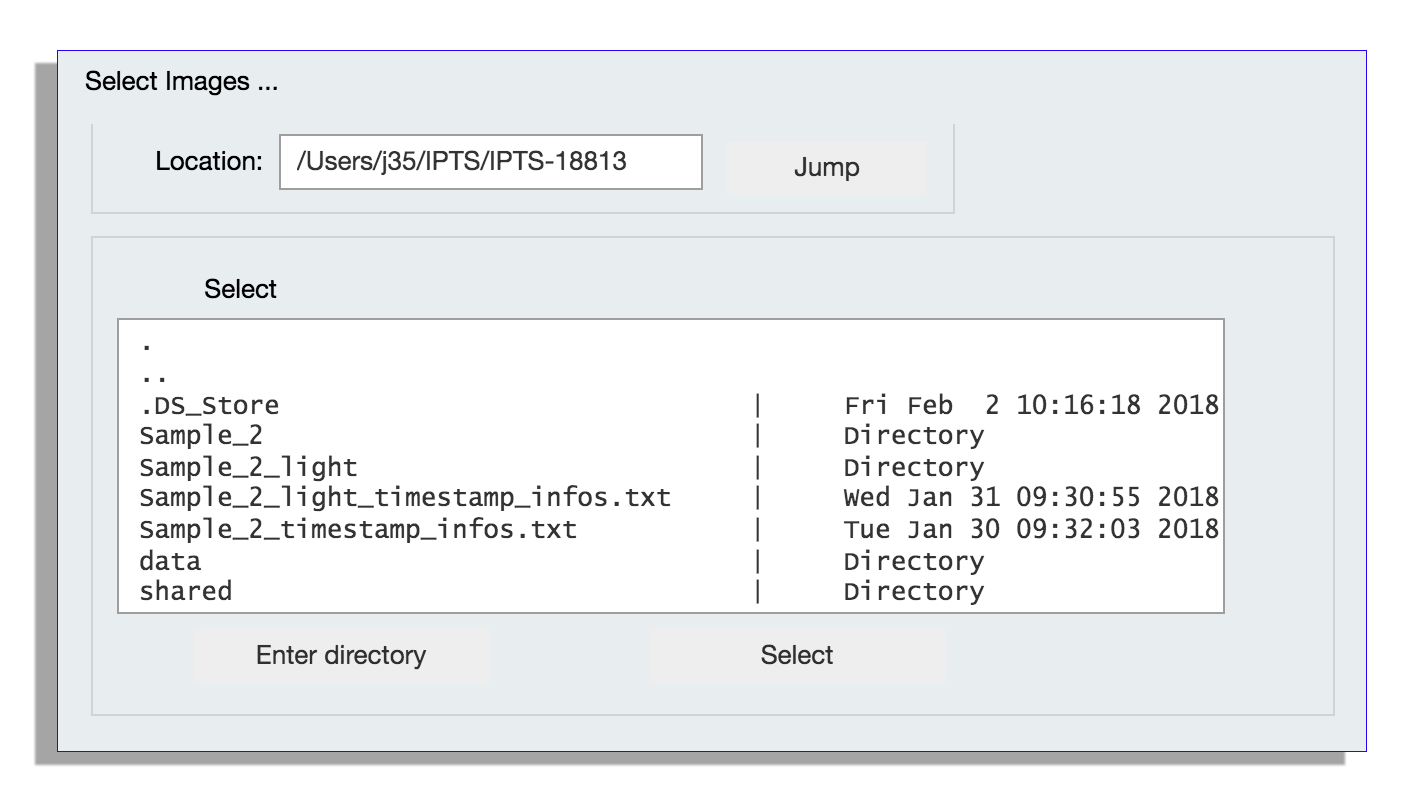 Select Images ...
Location: /Users/j35/IPTS/IPTS-18813 Jump
Select
.
..
.DS_Store | Fri Feb  2 10:16:18 2018
Sample_2 | Directory
Sample_2_light | Directory
Sample_2_light_timestamp_infos.txt | Wed Jan 31 09:30:55 2018
Sample_2_timestamp_infos.txt | Tue Jan 30 09:32:03 2018
data | Directory
shared | Directory
Enter directory Select